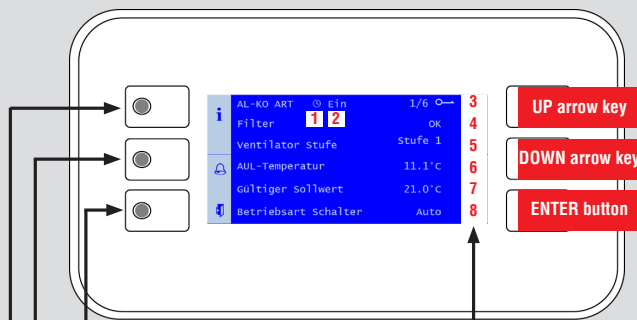 AL-KO ART Ein 1/6 3 UP arrow key
1 2
Filter OK 4
Ventilator Stufe Stufe 1 5
AUL-Temperatur 11.1°C 6 DOWN arrow key
Gültiger Sollwert 21.0°C 7
Betriebsart Schalter Auto 8 ENTER button